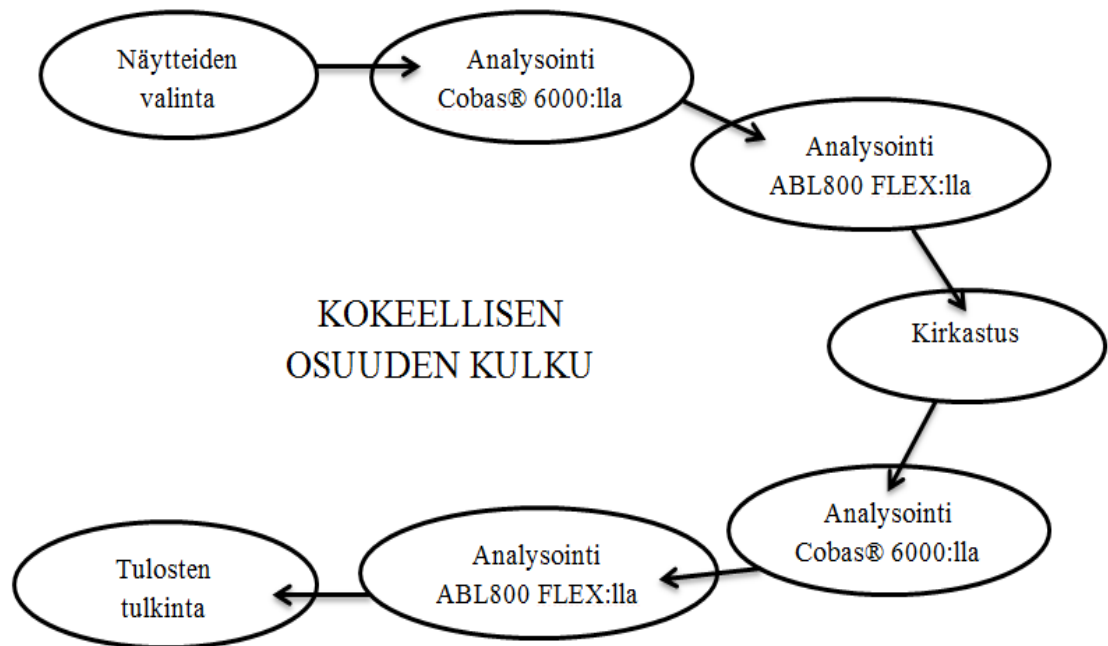 Näytteiden
valinta
Analysointi
Cobas® 6000:lla
Analysointi
ABL800 FLEX:lla
Kirkastus
KOKEELLISEN
OSUUDEN KULKU
Analysointi
Cobas® 6000:lla
Analysointi
ABL800 FLEX:lla
Tulosten
tulkinta